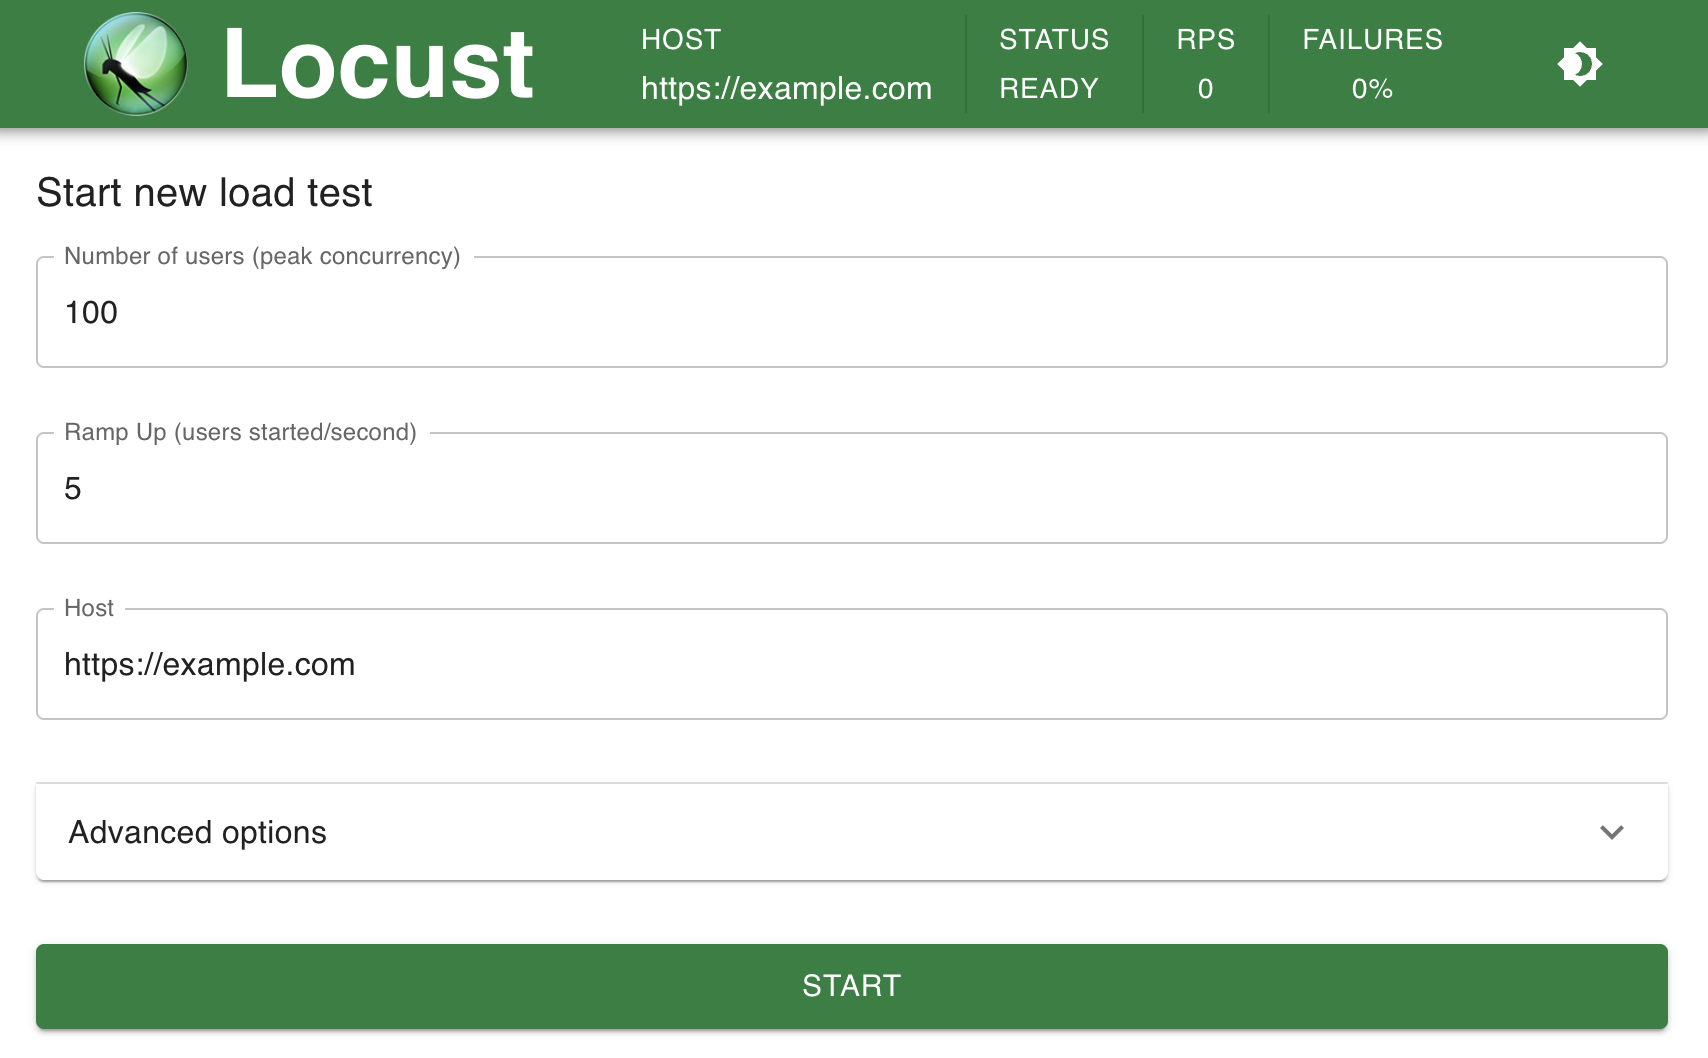 Locust
HOST
https://example.com
STATUS
READY
RPS
0
FAILURES
0%
Start new load test
Number of users (peak concurrency)
100
Ramp Up (users started/second)
5
Host
https://example.com
Advanced options
START